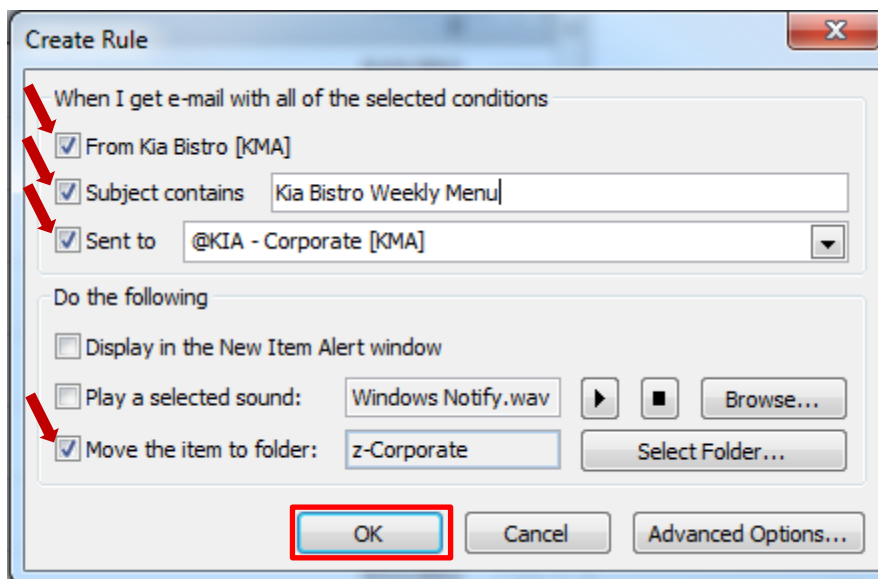 Create Rule
When I get e-mail with all of the selected conditions
From Kia Bistro [KMA]
Subject contains Kia Bistro Weekly Menu
Sent to @KIA - Corporate [KMA]
Do the following
Display in the New Item Alert window
Play a selected sound: Windows Notify.wav Browse...
Move the item to folder: z-Corporate Select Folder...
OK Cancel Advanced Options...